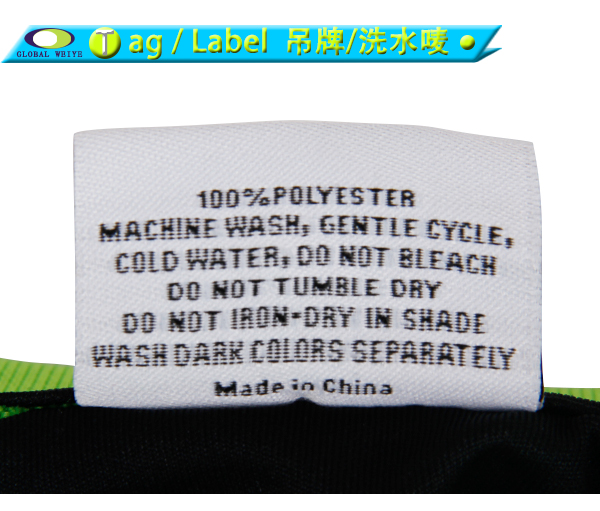 GLOBAL WEIYE
Tag / Label 吊牌/洗水唛
100%POLYESTER
MACHINE WASH, GENTLE CYCLE,
COLD WATER, DO NOT BLEACH
DO NOT TUMBLE DRY
DO NOT IRON·DRY IN SHADE
WASH DARK COLORS SEPARATELY
Made in China